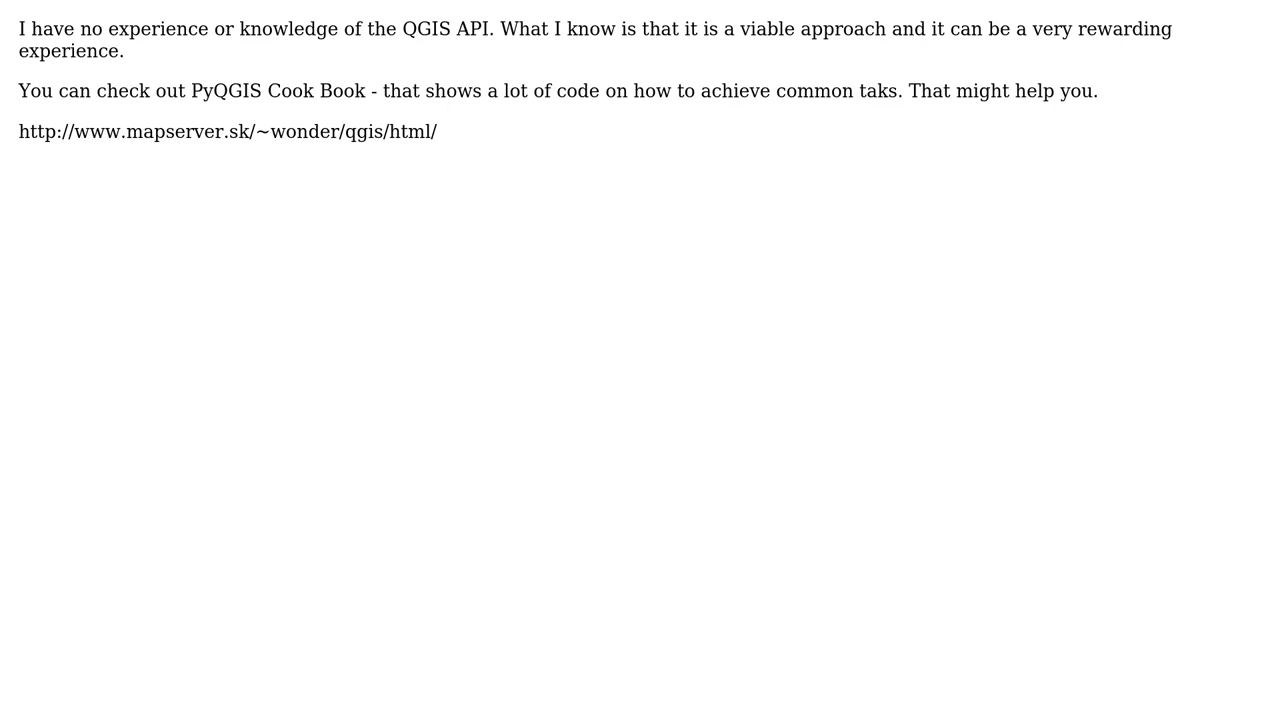 I have no experience or knowledge of the QGIS API. What I know is that it is a viable approach and it can be a very rewarding
experience.
You can check out PyQGIS Cook Book - that shows a lot of code on how to achieve common taks. That might help you.
http://www.mapserver.sk/~wonder/qgis/html/